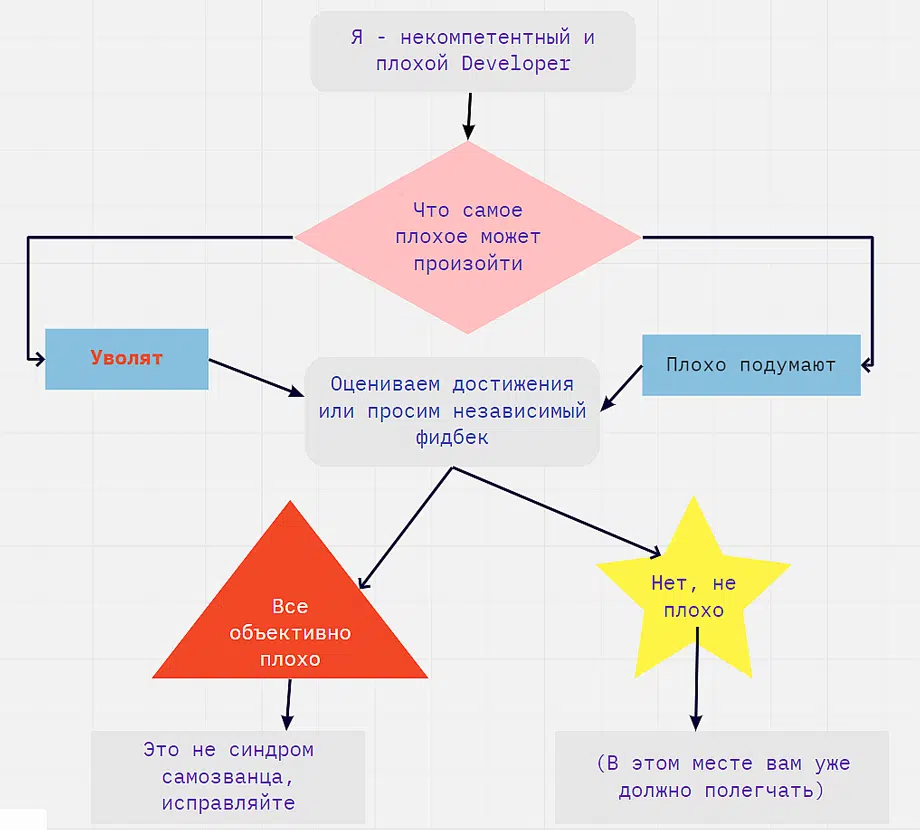 Я - некомпетентный и
плохой Developer
Что самое
плохое может
произойти
Уволят
Плохо подумают
Оцениваем достижения
или просим независимый
фидбек
Все
объективно
плохо
Нет, не
плохо
Это не синдром
самозванца,
исправляйте
(В этом месте вам уже
должно полегчать)